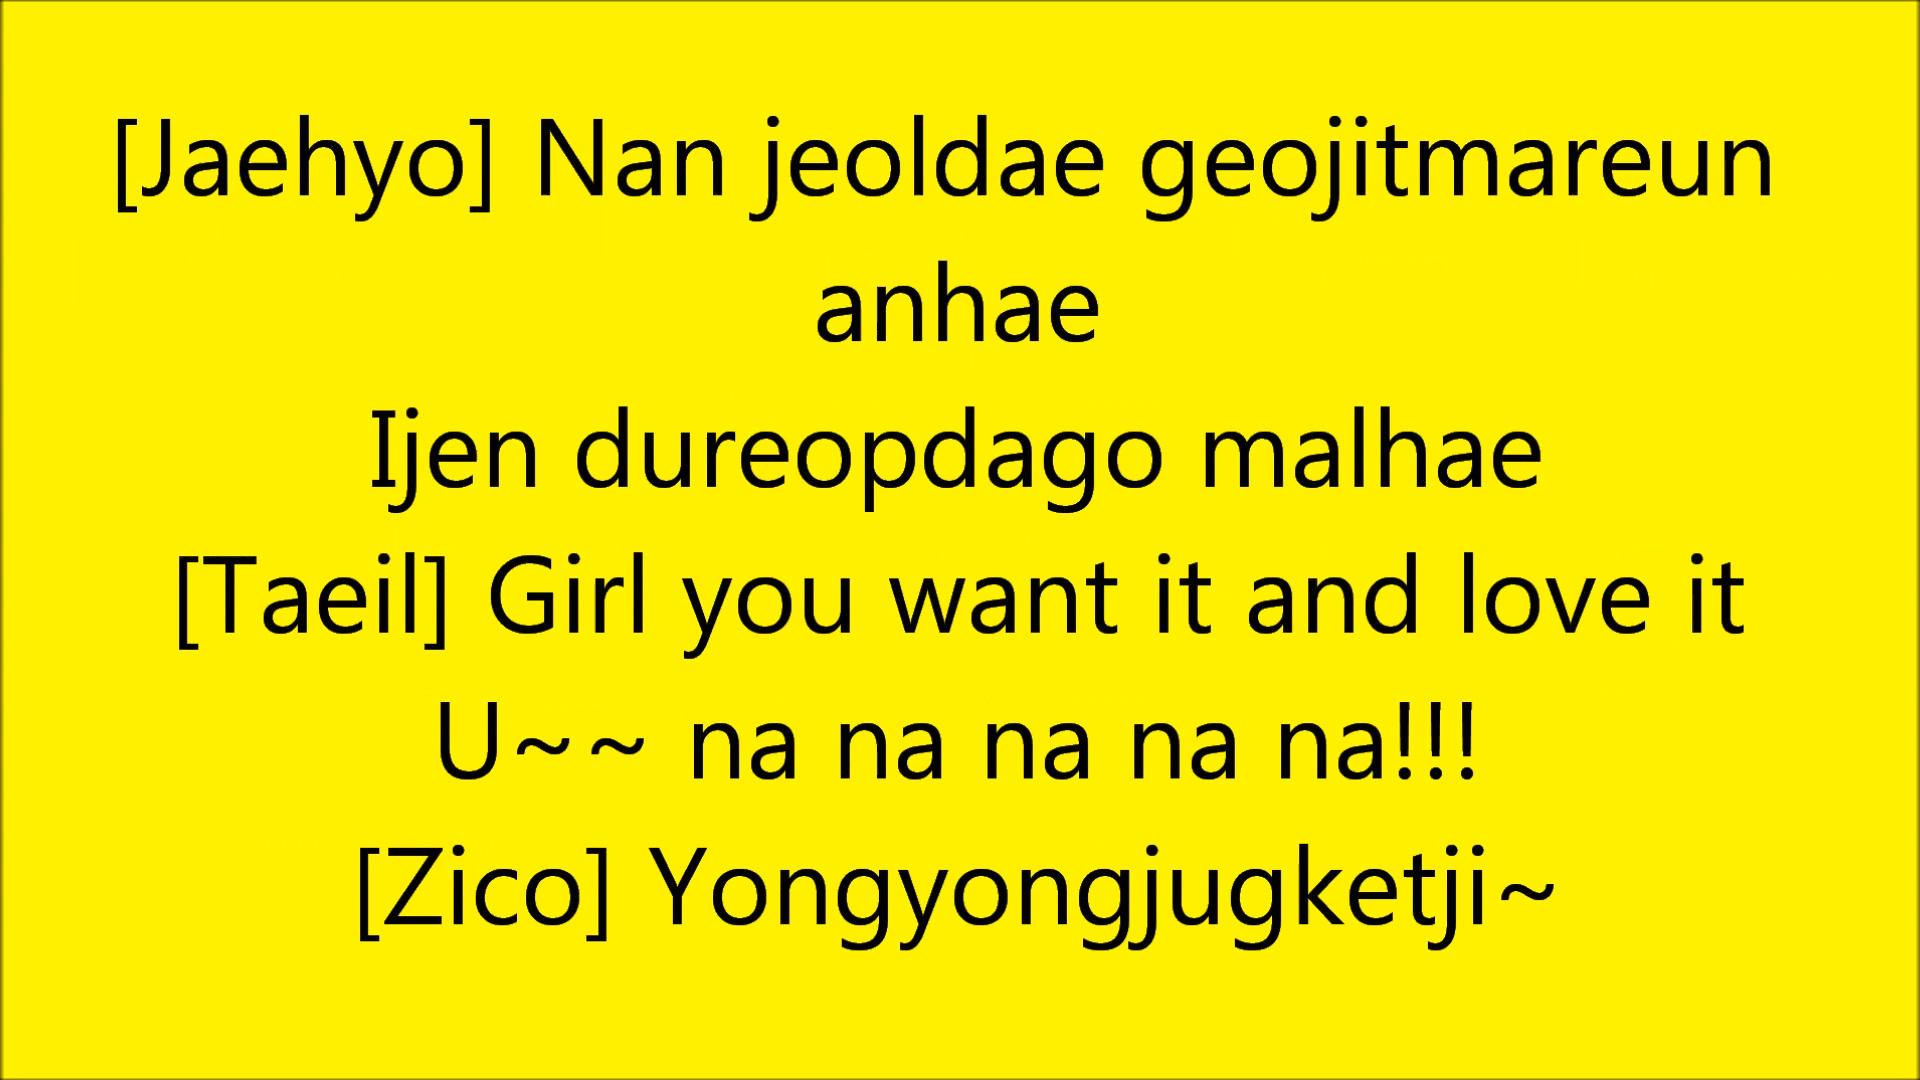 [Jaehyo] Nan jeoldae geojitmareun
anhae
Ijen dureopdago malhae
[Taeil] Girl you want it and love it
U~~ na na na na na!!!
[Zico] Yongyongjugketji~